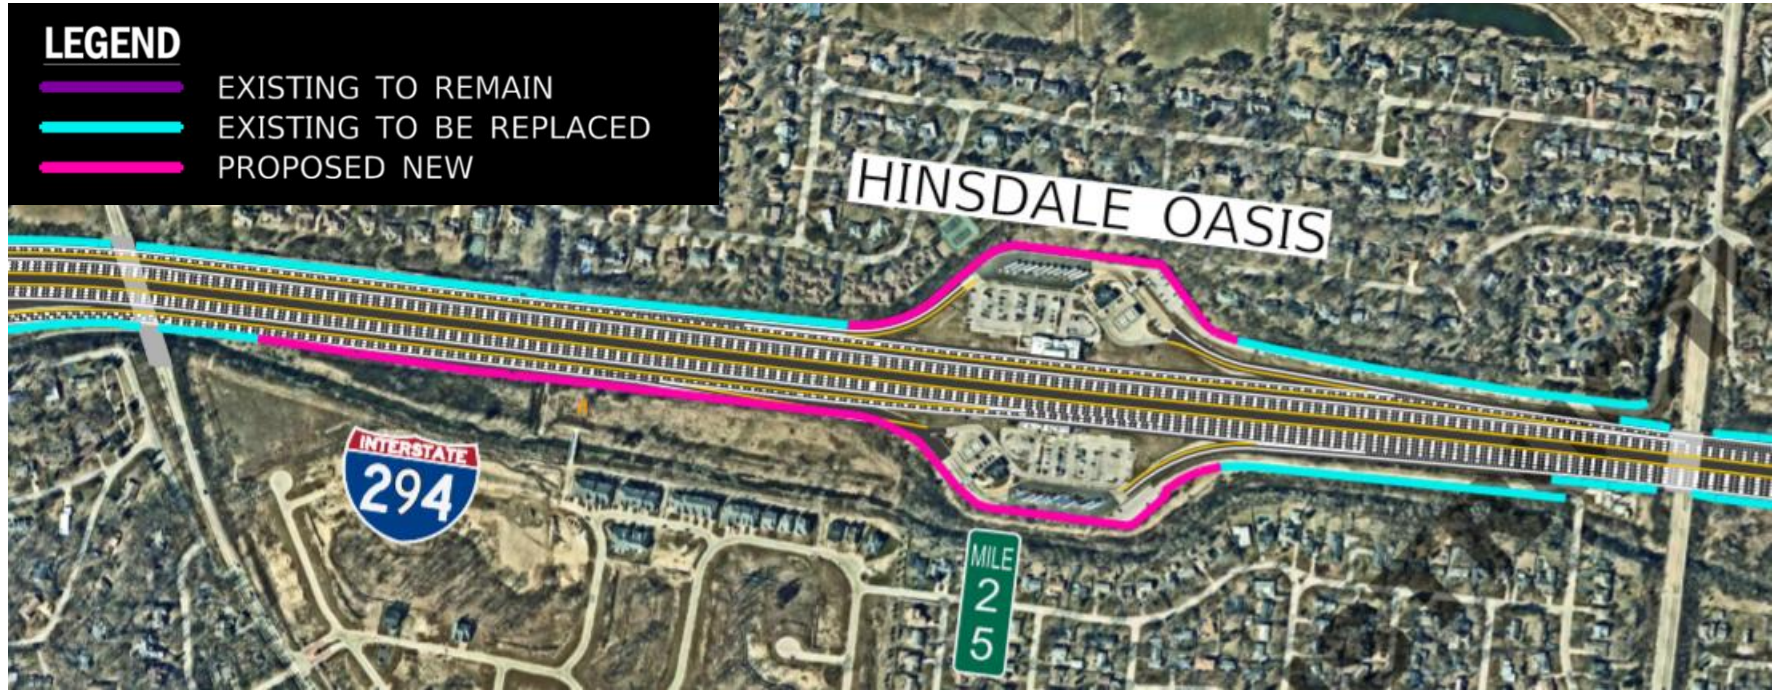 LEGEND
EXISTING TO REMAIN
EXISTING TO BE REPLACED
PROPOSED NEW
HINSDALE OASIS
INTERSTATE
294
MILE
2
5